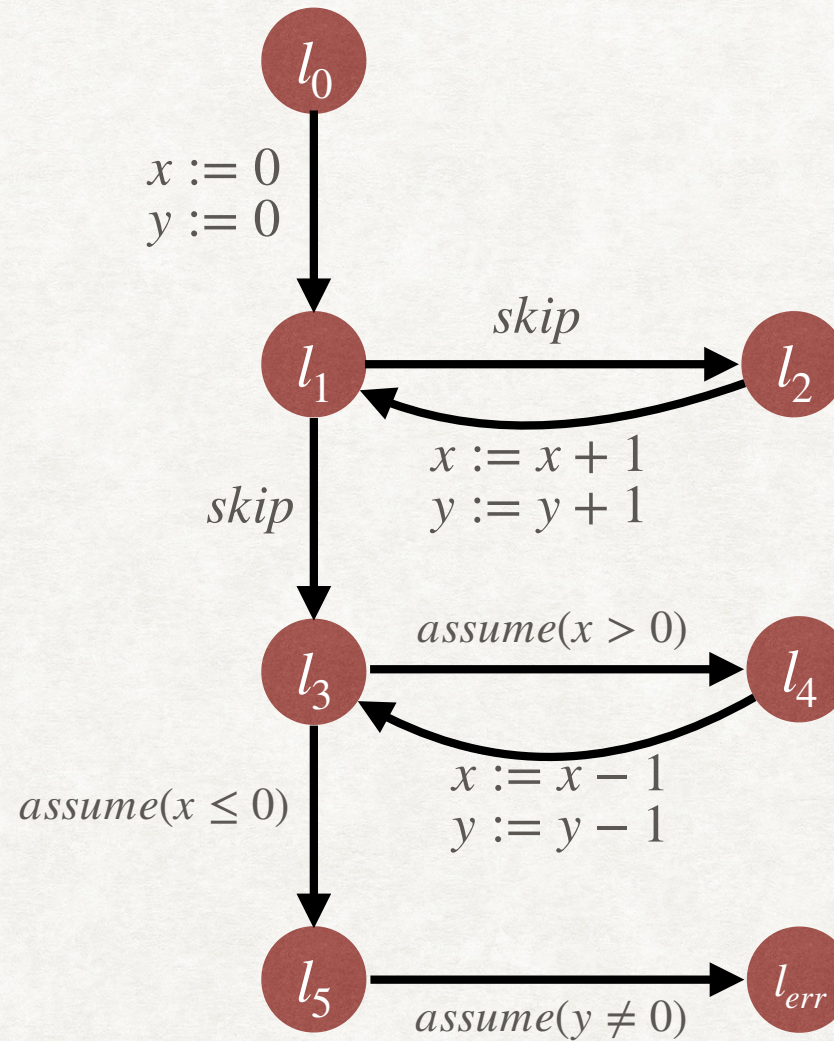 l₀
x := 0
y := 0
skip
l₁
l₂
x := x + 1
y := y + 1
skip
assume(x > 0)
l₃
l₄
x := x − 1
y := y − 1
assume(x ≤ 0)
l₅
l_err
assume(y ≠ 0)